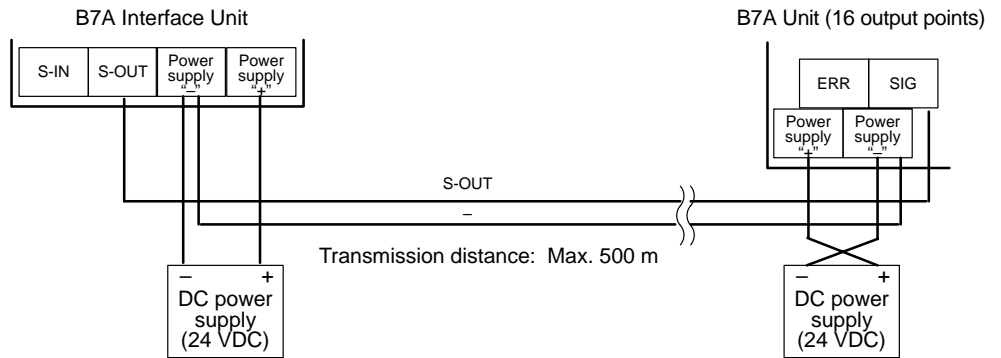 B7A Interface Unit
B7A Unit (16 output points)
S-IN
S-OUT
Power
supply
“–”
Power
supply
“+”
ERR
SIG
Power
supply
“+”
Power
supply
“–”
S-OUT
–
Transmission distance: Max. 500 m
– +
DC power
supply
(24 VDC)
– +
DC power
supply
(24 VDC)